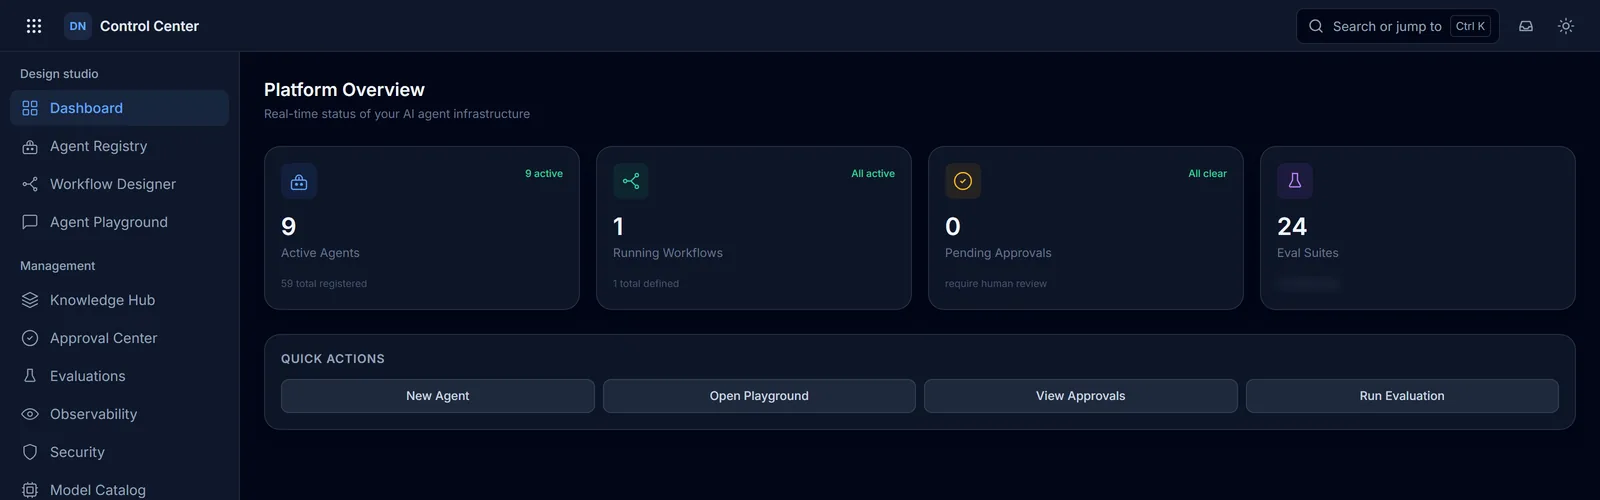 DN Control Center
Search or jump to Ctrl K
Design studio
Dashboard
Agent Registry
Workflow Designer
Agent Playground
Management
Knowledge Hub
Approval Center
Evaluations
Observability
Security
Model Catalog
Platform Overview
Real-time status of your AI agent infrastructure
9 active
9
Active Agents
59 total registered
All active
1
Running Workflows
1 total defined
All clear
0
Pending Approvals
require human review
24
Eval Suites
QUICK ACTIONS
New Agent
Open Playground
View Approvals
Run Evaluation